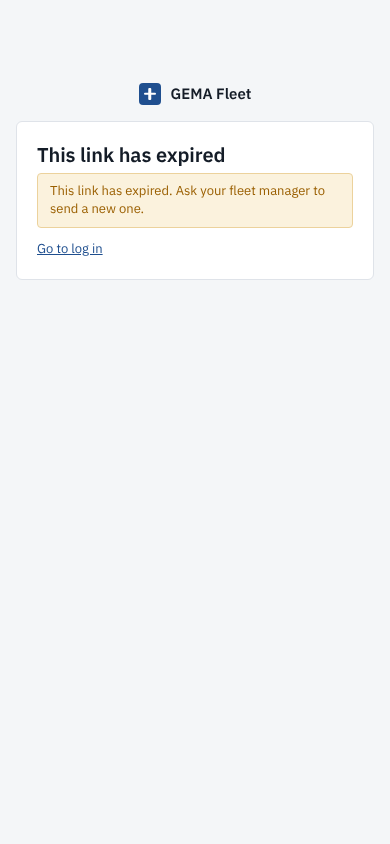 GEMA Fleet
This link has expired
This link has expired. Ask your fleet manager to
send a new one.
Go to log in